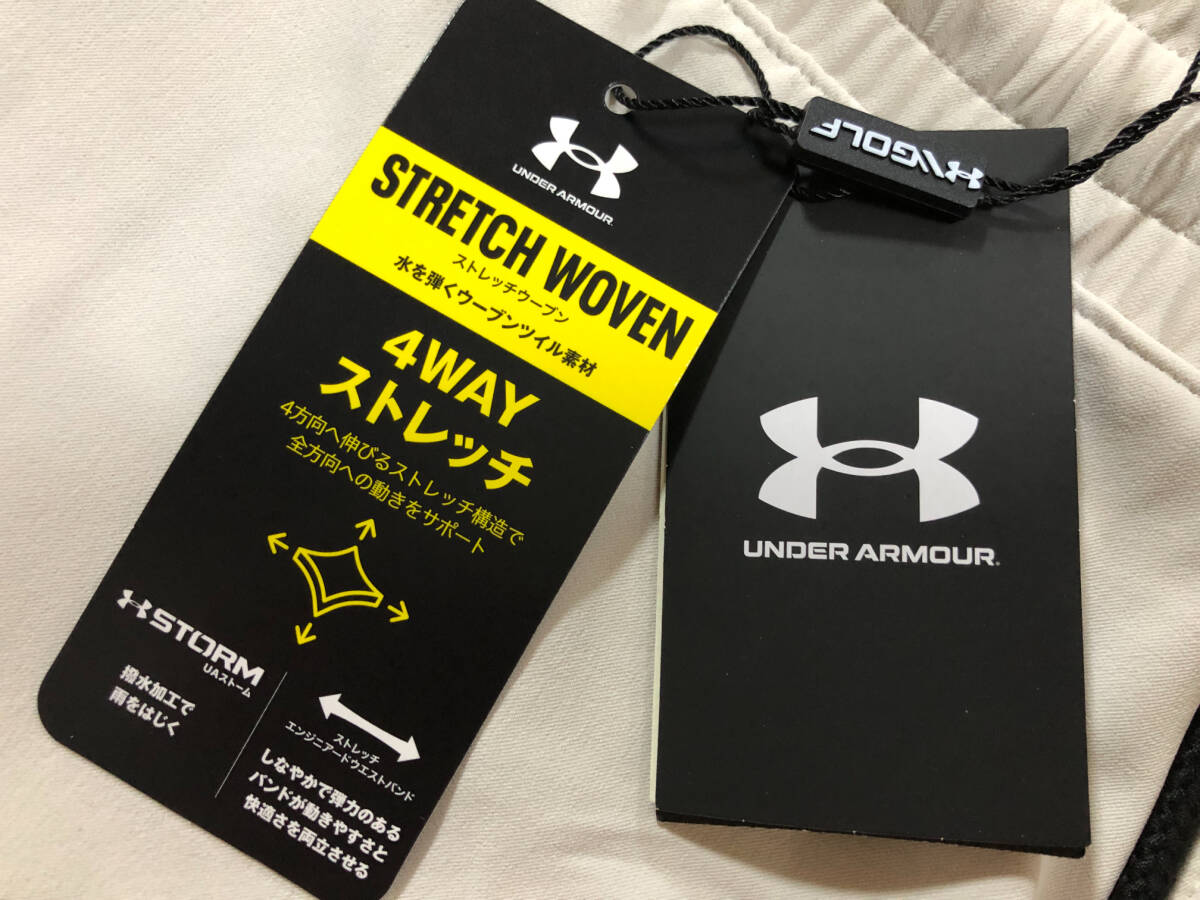 UNDER ARMOUR
STRETCH WOVEN
ストレッチウーブン
水を弾くウーブンツイル素材
4WAY
ストレッチ
4方向へ伸びるストレッチ構造で
全方向への動きをサポート
STORM
UAストーム
撥水加工で
雨をはじく
ストレッチ
エンジニアードウエストバンド
しなやかで弾力のある
バンドが動きやすさと
快適さを両立させる
GOLF
UNDER ARMOUR